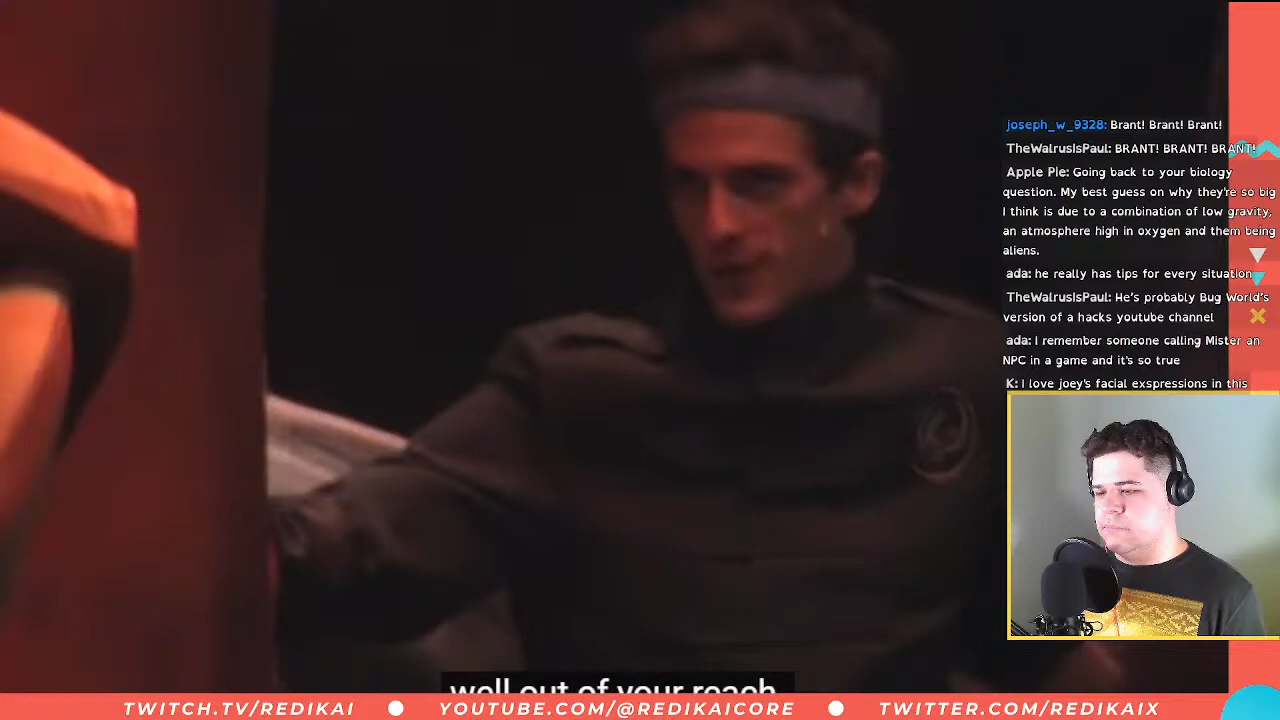 joseph_w_9328: Brant! Brant! Brant!
TheWalrusIsPaul: BRANT! BRANT! BRANT!
Apple Pie: Going back to your biology
question. My best guess on why they're so big
I think is due to a combination of low gravity,
an atmosphere high in oxygen and them being
aliens.
ada: he really has tips for every situation
TheWalrusIsPaul: He's probably Bug World's
version of a hacks youtube channel
ada: I remember someone calling Mister an
NPC in a game and it's so true
K: I love joey's facial exspressions in this
well out of your reach
TWITCH.TV/REDIKAI
YOUTUBE.COM/@REDIKAICORE
TWITTER.COM/REDIKAIX